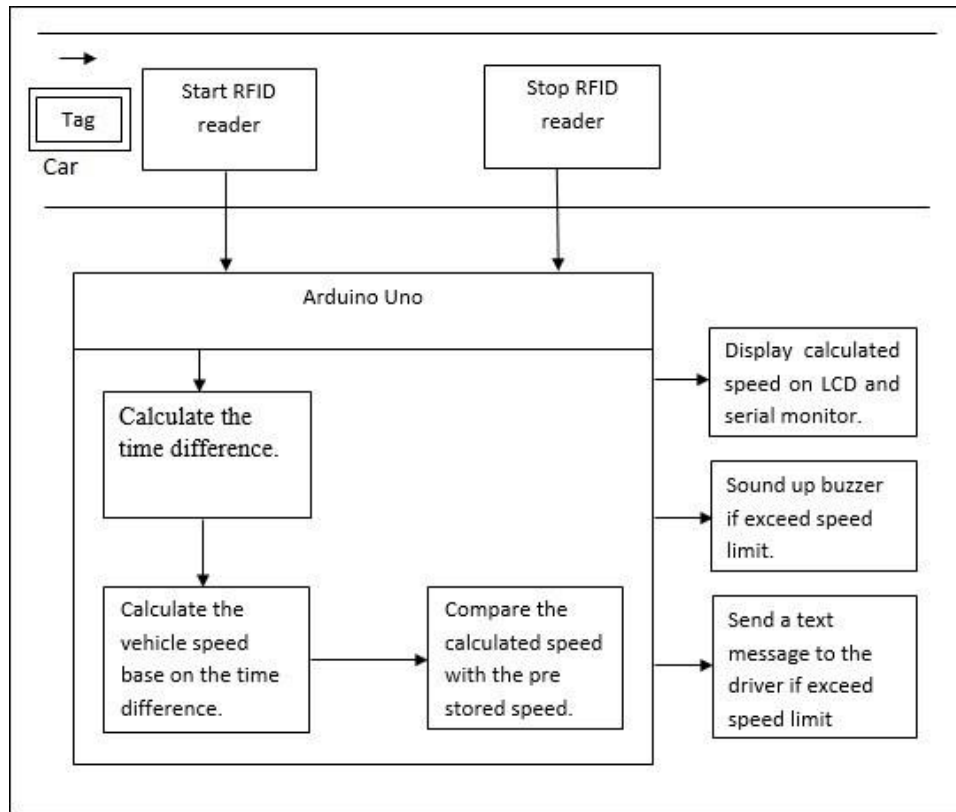 Start RFID
reader
Stop RFID
reader
Tag
Car
Arduino Uno
Display calculated
speed on LCD and
serial monitor.
Calculate the
time difference.
Sound up buzzer
if exceed speed
limit.
Calculate the
vehicle speed
base on the time
difference.
Compare the
calculated speed
with the pre
stored speed.
Send a text
message to the
driver if exceed
speed limit